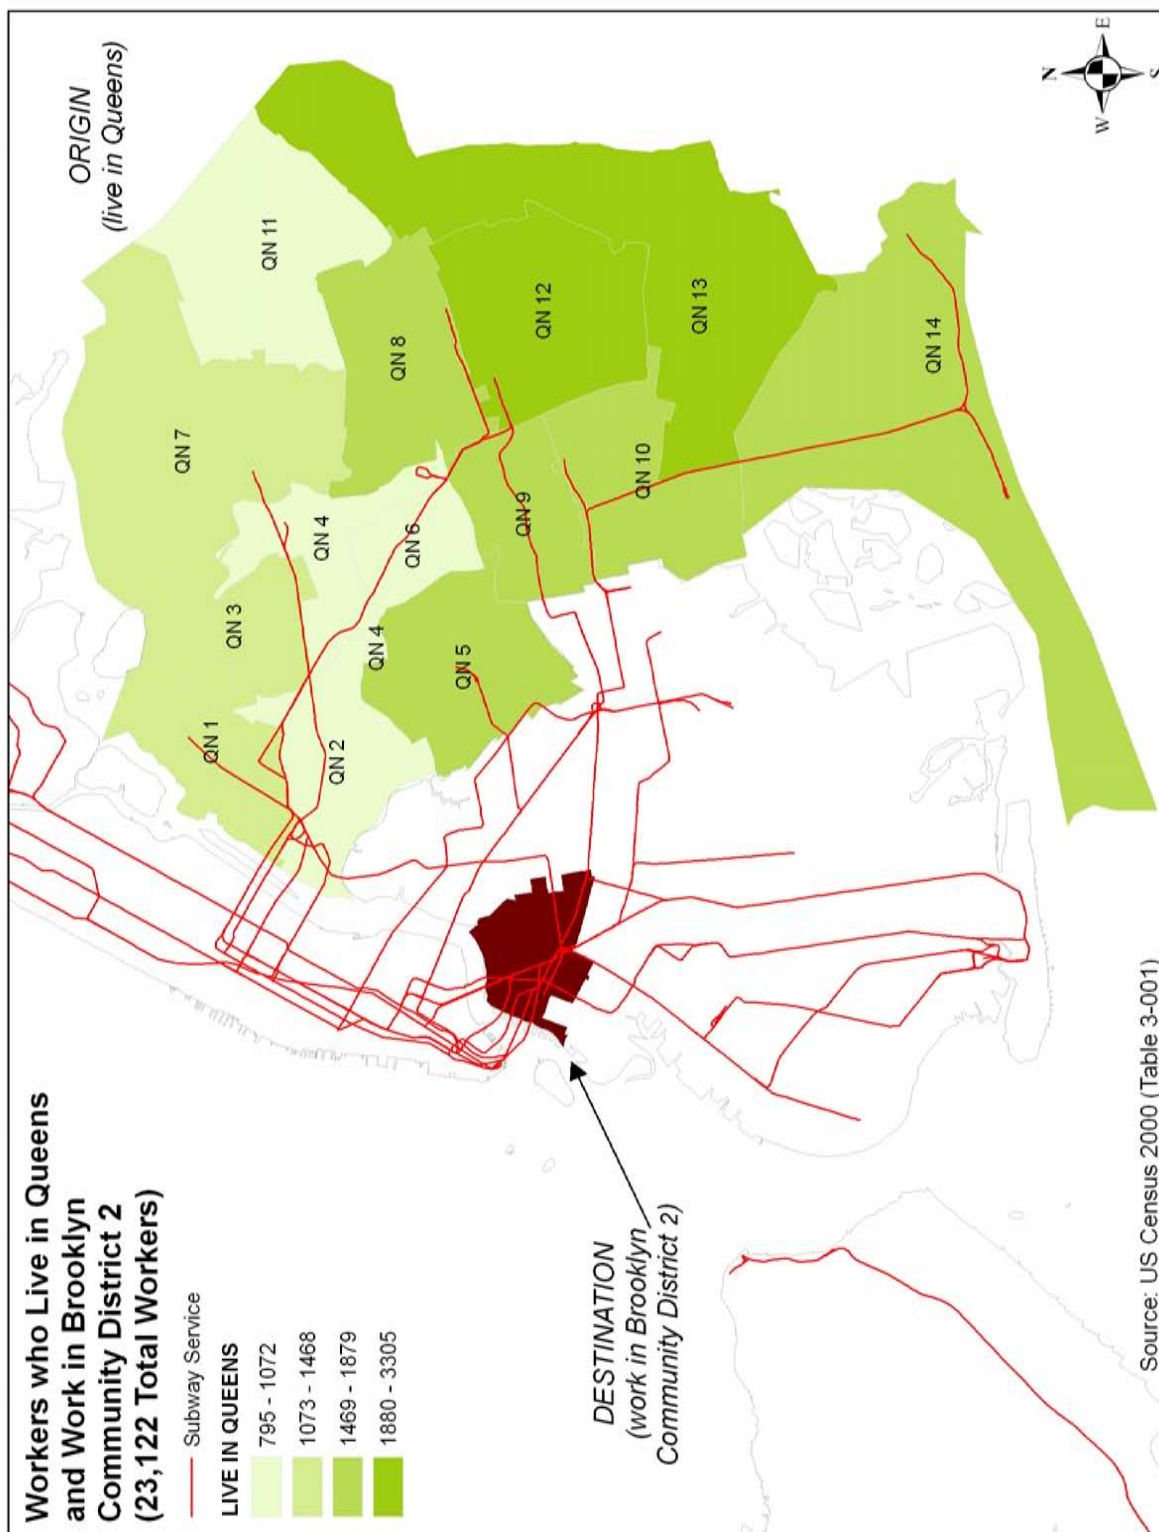 Workers who Live in Queens
and Work in Brooklyn
Community District 2
(23,122 Total Workers)
Subway Service
LIVE IN QUEENS
795 - 1072
1073 - 1468
1469 - 1879
1880 - 3305
ORIGIN
(live in Queens)
QN 11
QN 7
QN 8
QN 12
QN 13
QN 14
QN 4
QN 3
QN 6
QN 9
QN 10
QN 4
QN 5
QN 1
QN 2
DESTINATION
(work in Brooklyn
Community District 2)
N
W
E
S
Source: US Census 2000 (Table 3-001)